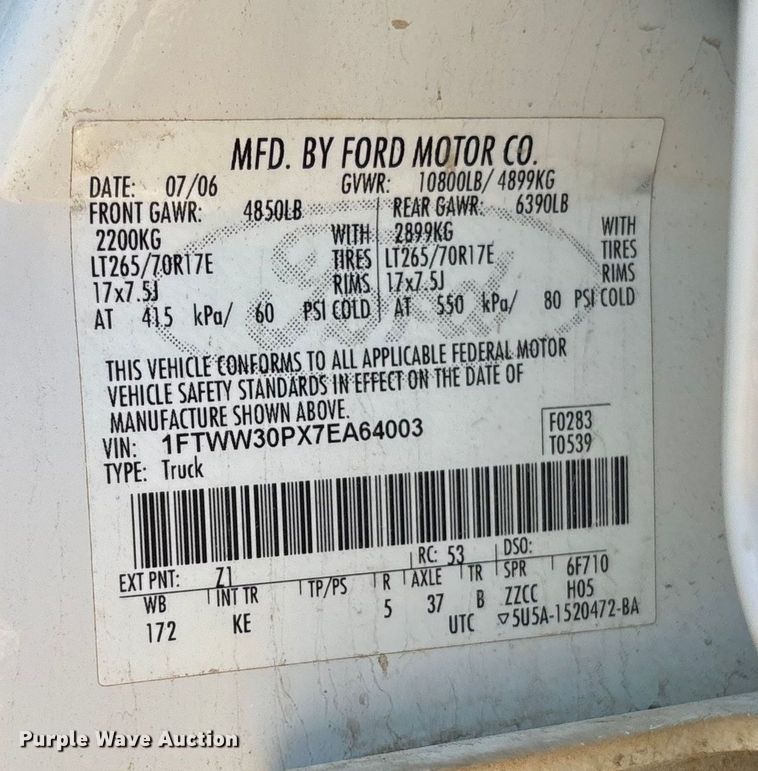 MFD. BY FORD MOTOR CO.
DATE: 07/06 GVWR: 10800LB/ 4899KG
FRONT GAWR: 4850LB REAR GAWR: 6390LB
2200KG WITH 2899KG WITH
LT265/70R17E TIRES LT265/70R17E TIRES
17x7.5J RIMS 17x7.5J RIMS
AT 415 kPa/ 60 PSI COLD AT 550 kPa/ 80 PSI COLD
THIS VEHICLE CONFORMS TO ALL APPLICABLE FEDERAL MOTOR
VEHICLE SAFETY STANDARDS IN EFFECT ON THE DATE OF
MANUFACTURE SHOWN ABOVE.
VIN: 1FTWW30PX7EA64003 F0283
TYPE: Truck T0539
EXT PNT: Z1 RC: 53 DSO:
WB INT TR TP/PS R AXLE TR SPR 6F710
172 KE 5 37 B ZZCC H05
UTC ▽5U5A-1520472-BA
Ford
Purple Wave Auction